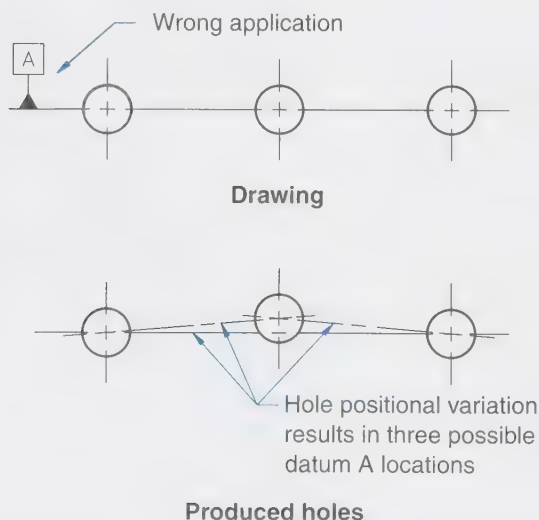 Wrong application
A
Drawing
Hole positional variation
results in three possible
datum A locations
Produced holes